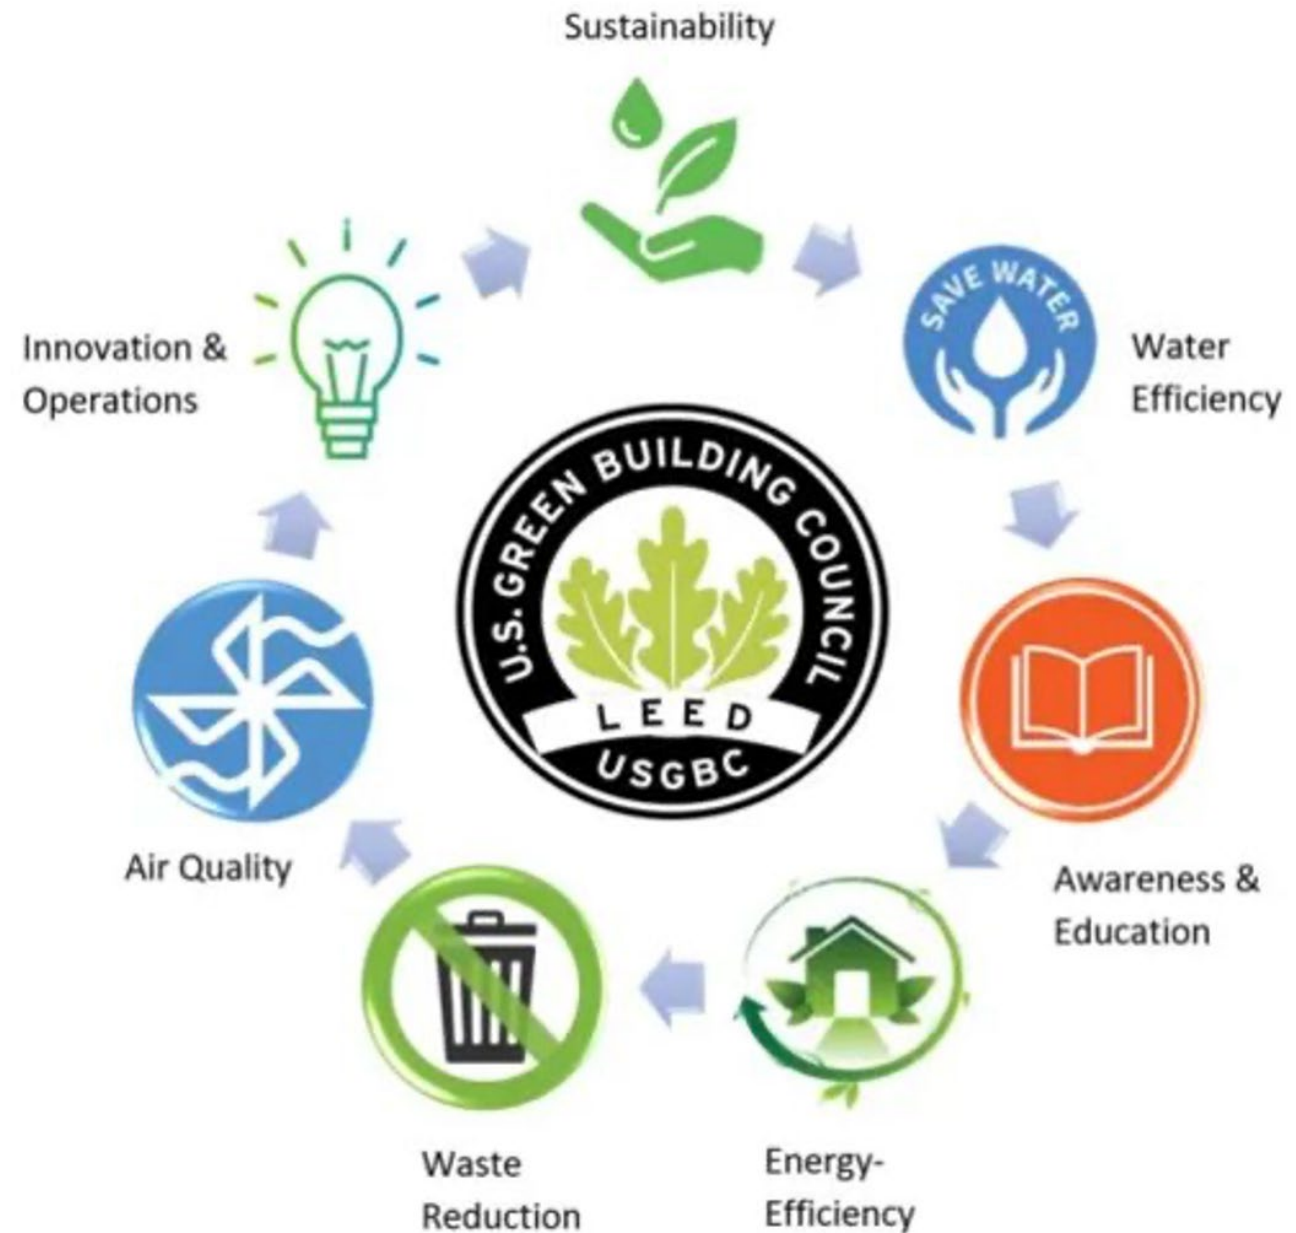 Sustainability
SAVE WATER
Water
Efficiency
Innovation &
Operations
U.S. GREEN BUILDING COUNCIL
LEED
USGBC
Air Quality
Awareness &
Education
Waste
Reduction
Energy-
Efficiency